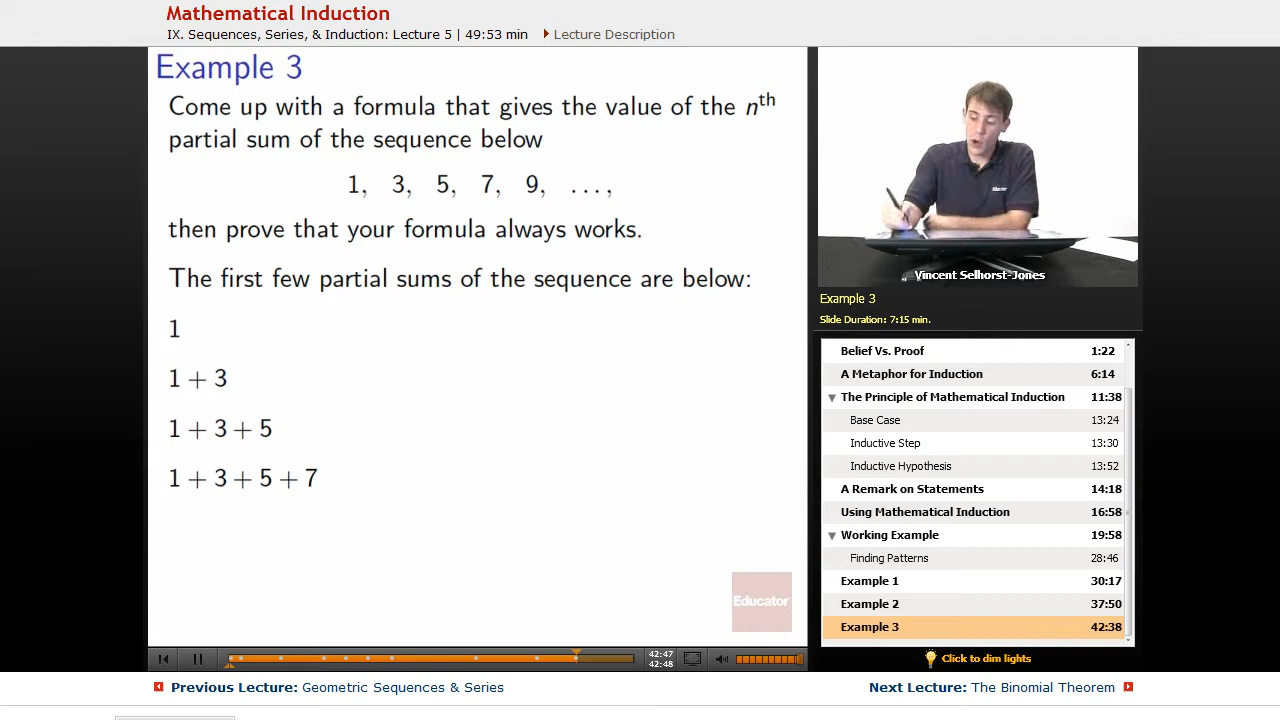 Mathematical Induction
IX. Sequences, Series, & Induction: Lecture 5 | 49:53 min Lecture Description
Example 3
Come up with a formula that gives the value of the nth
partial sum of the sequence below
1, 3, 5, 7, 9, ...,
then prove that your formula always works.
The first few partial sums of the sequence are below:
1
1 + 3
1 + 3 + 5
1 + 3 + 5 + 7
Educator
Educator
Vincent Selhorst-Jones
Example 3
Slide Duration: 7:15 min.
Belief Vs. Proof 1:22
A Metaphor for Induction 6:14
The Principle of Mathematical Induction 11:38
Base Case 13:24
Inductive Step 13:30
Inductive Hypothesis 13:52
A Remark on Statements 14:18
Using Mathematical Induction 16:58
Working Example 19:58
Finding Patterns 28:46
Example 1 30:17
Example 2 37:50
Example 3 42:38
42:47
42:48
Click to dim lights
Previous Lecture: Geometric Sequences & Series
Next Lecture: The Binomial Theorem